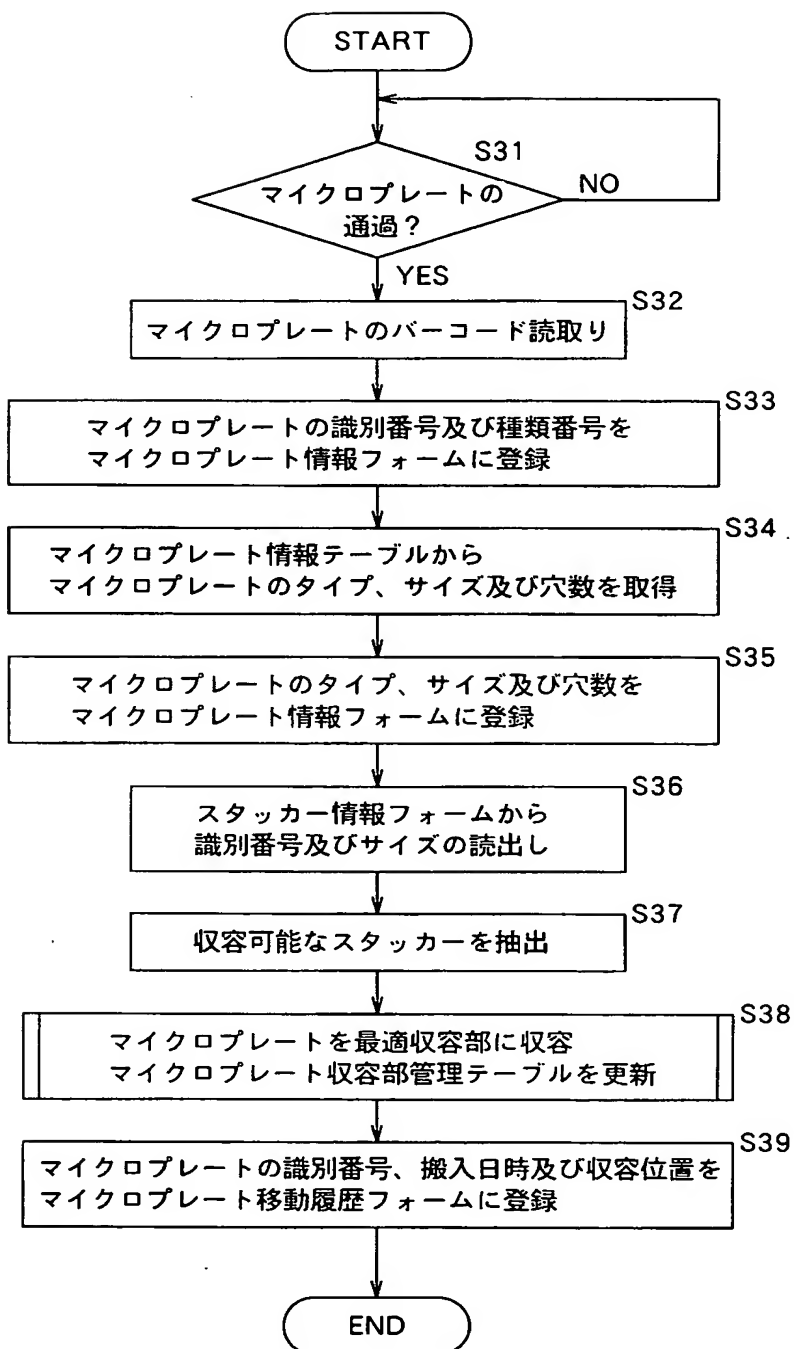 START
S31
マイクロプレートの
通過?
NO
YES
S32
マイクロプレートのバーコード読取り
S33
マイクロプレートの識別番号及び種類番号を
マイクロプレート情報フォームに登録
S34
マイクロプレート情報テーブルから
マイクロプレートのタイプ、サイズ及び穴数を取得
S35
マイクロプレートのタイプ、サイズ及び穴数を
マイクロプレート情報フォームに登録
S36
スタッカー情報フォームから
識別番号及びサイズの読出し
S37
収容可能なスタッカーを抽出
S38
マイクロプレートを最適収容部に収容
マイクロプレート収容部管理テーブルを更新
S39
マイクロプレートの識別番号、搬入日時及び収容位置を
マイクロプレート移動履歴フォームに登録
END